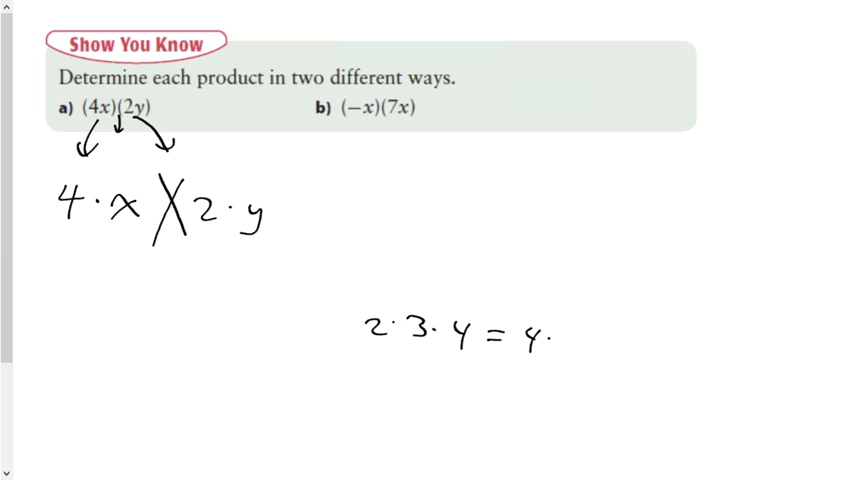 Show You Know
Determine each product in two different ways.
a) (4x)(2y) b) (−x)(7x)
4 · x X 2 · y
2 · 3 · 4 = 4 ·